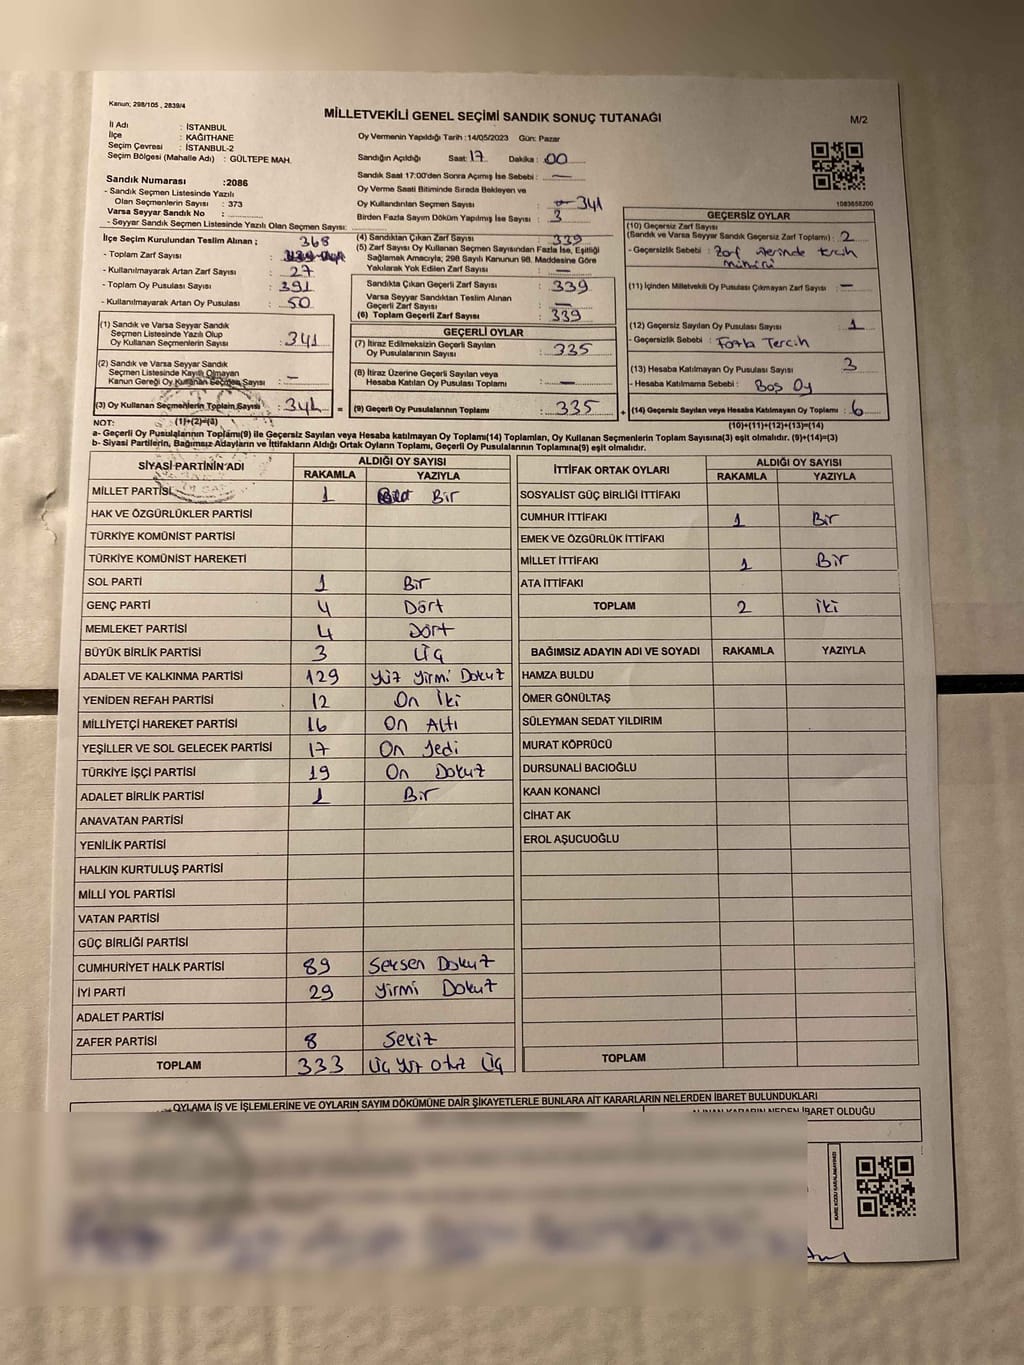 Kanun; 298/105 , 2839/4
MİLLETVEKİLİ GENEL SEÇİMİ SANDIK SONUÇ TUTANAĞI
M/2
İl Adı : İSTANBUL
İlçe : KAĞITHANE
Seçim Çevresi : İSTANBUL-2
Seçim Bölgesi (Mahalle Adı) : GÜLTEPE MAH.
Oy Vermenin Yapıldığı Tarih :14/05/2023 Gün: Pazar
Sandığın Açıldığı Saat: 17 Dakika : 00
Sandık Saat 17:00'den Sonra Açımış İse Sebebi : —
Oy Verme Saati Bitiminde Sırada Bekleyen ve
Oy Kullandırılan Seçmen Sayısı : 341
Birden Fazla Sayım Döküm Yapılmış İse Sayısı : 3
1083658200
Sandık Numarası :2086
- Sandık Seçmen Listesinde Yazılı
Olan Seçmenlerin Sayısı : 373
Varsa Seyyar Sandık No :
- Seyyar Sandık Seçmen Listesinde Yazılı Olan Seçmen Sayısı:
İlçe Seçim Kurulundan Teslim Alınan ; 368
- Toplam Zarf Sayısı :
- Kullanılmayarak Artan Zarf Sayısı : 27
- Toplam Oy Pusulası Sayısı : 391
- Kullanılmayarak Artan Oy Pusulası : 50
(1) Sandık ve Varsa Seyyar Sandık
Seçmen Listesinde Yazılı Olup
Oy Kullanan Seçmenlerin Sayısı : 341
(2) Sandık ve Varsa Seyyar Sandık
Seçmen Listesinde Kayıtlı Olmayan
Kanun Gereği Oy Kullanan Seçmen Sayısı : —
(3) Oy Kullanan Seçmenlerin Toplam Sayısı : 341 =
(1)+(2)=(3)
(4) Sandıktan Çıkan Zarf Sayısı : 339
(5) Zarf Sayısı Oy Kullanan Seçmen Sayısından Fazla İse, Eşitliği
Sağlamak Amacıyla; 298 Sayılı Kanunun 98. Maddesine Göre
Yakılarak Yok Edilen Zarf Sayısı : —
Sandıkta Çıkan Geçerli Zarf Sayısı : 339
Varsa Seyyar Sandıktan Teslim Alınan
Geçerli Zarf Sayısı : —
(6) Toplam Geçerli Zarf Sayısı : 339
GEÇERLİ OYLAR
(7) İtiraz Edilmeksizin Geçerli Sayılan
Oy Pusulalarının Sayısı : 335
(8) İtiraz Üzerine Geçerli Sayılan veya
Hesaba Katılan Oy Pusulası Toplamı : —
(9) Geçerli Oy Pusulalarının Toplamı : 335 +
GEÇERSİZ OYLAR
(10) Geçersiz Zarf Sayısı
(Sandık ve Varsa Seyyar Sandık Geçersiz Zarf Toplamı) : 2
- Geçersizlik Sebebi : Zarf üzerinde tercih
mührü
(11) İçinden Milletvekili Oy Pusulası Çıkmayan Zarf Sayısı : —
(12) Geçersiz Sayılan Oy Pusulası Sayısı : 1
- Geçersizlik Sebebi : Fazla Tercih
(13) Hesaba Katılmayan Oy Pusulası Sayısı : 3
- Hesaba Katılmama Sebebi : Boş Oy
(14) Geçersiz Sayılan veya Hesaba Katılmayan Oy Toplamı : 6
(10)+(11)+(12)+(13)=(14)
NOT:
a- Geçerli Oy Pusulalarının Toplamı(9) ile Geçersiz Sayılan veya Hesaba katılmayan Oy Toplamı(14) Toplamları, Oy Kullanan Seçmenlerin Toplam Sayısına(3) eşit olmalıdır. (9)+(14)=(3)
b- Siyasi Partilerin, Bağımsız Adayların ve İttifakların Aldığı Ortak Oyların Toplamı, Geçerli Oy Pusulalarının Toplamına(9) eşit olmalıdır.
SİYASİ PARTİNİN ADI ALDIĞI OY SAYISI
RAKAMLA YAZIYLA
MİLLET PARTİSİ 1 Bir
HAK VE ÖZGÜRLÜKLER PARTİSİ
TÜRKİYE KOMÜNİST PARTİSİ
TÜRKİYE KOMÜNİST HAREKETİ
SOL PARTİ 1 Bir
GENÇ PARTİ 4 Dört
MEMLEKET PARTİSİ 4 Dört
BÜYÜK BİRLİK PARTİSİ 3 Üç
ADALET VE KALKINMA PARTİSİ 129 Yüz Yirmi Dokuz
YENİDEN REFAH PARTİSİ 12 On İki
MİLLİYETÇİ HAREKET PARTİSİ 16 On Altı
YEŞİLLER VE SOL GELECEK PARTİSİ 17 On Yedi
TÜRKİYE İŞÇİ PARTİSİ 19 On Dokuz
ADALET BİRLİK PARTİSİ 1 Bir
ANAVATAN PARTİSİ
YENİLİK PARTİSİ
HALKIN KURTULUŞ PARTİSİ
MİLLİ YOL PARTİSİ
VATAN PARTİSİ
GÜÇ BİRLİĞİ PARTİSİ
CUMHURİYET HALK PARTİSİ 89 Seksen Dokuz
İYİ PARTİ 29 Yirmi Dokuz
ADALET PARTİSİ
ZAFER PARTİSİ 8 Sekiz
TOPLAM 333 Üç Yüz Otuz Üç
İTTİFAK ORTAK OYLARI ALDIĞI OY SAYISI
RAKAMLA YAZIYLA
SOSYALİST GÜÇ BİRLİĞİ İTTİFAKI
CUMHUR İTTİFAKI 1 Bir
EMEK VE ÖZGÜRLÜK İTTİFAKI
MİLLET İTTİFAKI 1 Bir
ATA İTTİFAKI
TOPLAM 2 İki
BAĞIMSIZ ADAYIN ADI VE SOYADI RAKAMLA YAZIYLA
HAMZA BULDU
ÖMER GÖNÜLTAŞ
SÜLEYMAN SEDAT YILDIRIM
MURAT KÖPRÜCÜ
DURSUNALİ BACIOĞLU
KAAN KONANCİ
CİHAT AK
EROL AŞUCUOĞLU
TOPLAM
OYLAMA İŞ VE İŞLEMLERİNE VE OYLARIN SAYIM DÖKÜMÜNE DAİR ŞİKAYETLERLE BUNLARA AİT KARARLARIN NELERDEN İBARET BULUNDUKLARI
ALINAN KARARIN NEDEN İBARET OLDUĞU